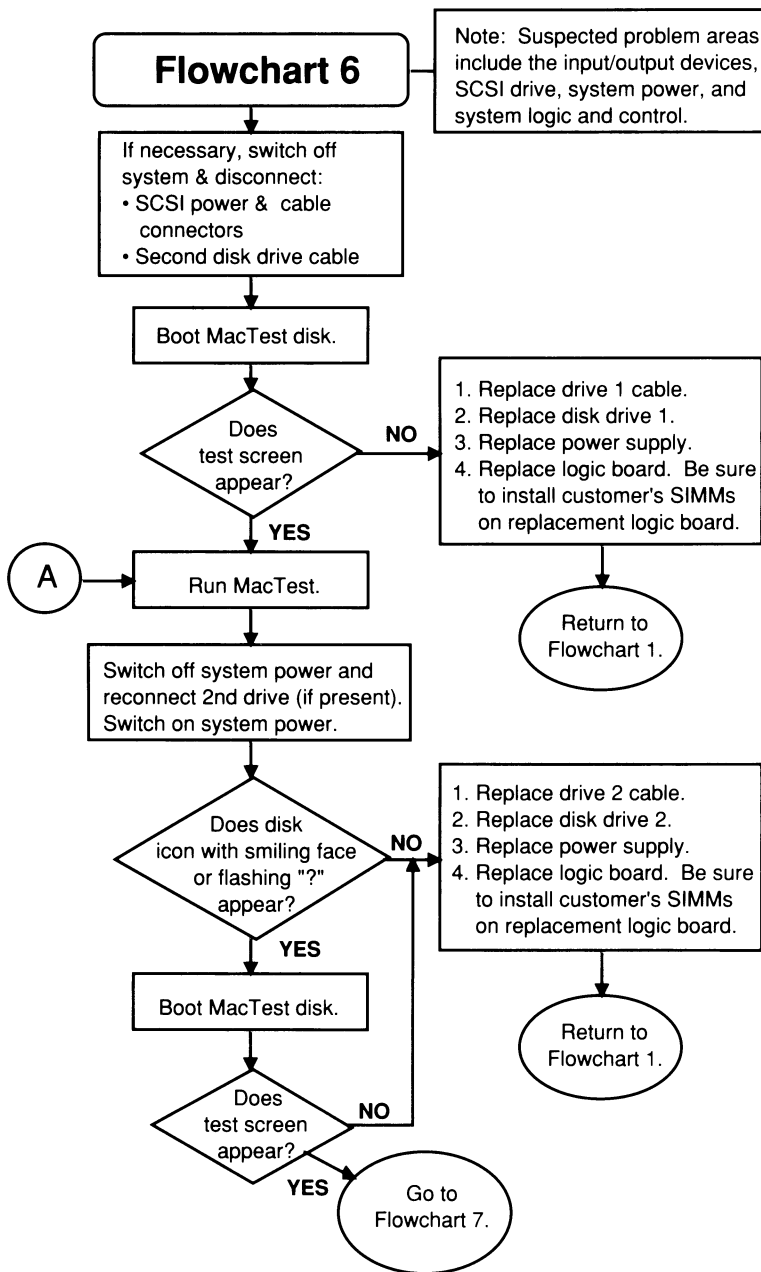 Flowchart 6
Note: Suspected problem areas
include the input/output devices,
SCSI drive, system power, and
system logic and control.
If necessary, switch off
system & disconnect:
• SCSI power & cable
connectors
• Second disk drive cable
Boot MacTest disk.
Does
test screen
appear?
NO
1. Replace drive 1 cable.
2. Replace disk drive 1.
3. Replace power supply.
4. Replace logic board. Be sure
to install customer's SIMMs
on replacement logic board.
YES
Return to
Flowchart 1.
A
Run MacTest.
Switch off system power and
reconnect 2nd drive (if present).
Switch on system power.
Does disk
icon with smiling face
or flashing "?"
appear?
NO
1. Replace drive 2 cable.
2. Replace disk drive 2.
3. Replace power supply.
4. Replace logic board. Be sure
to install customer's SIMMs
on replacement logic board.
YES
Return to
Flowchart 1.
Boot MacTest disk.
Does
test screen
appear?
NO
YES
Go to
Flowchart 7.